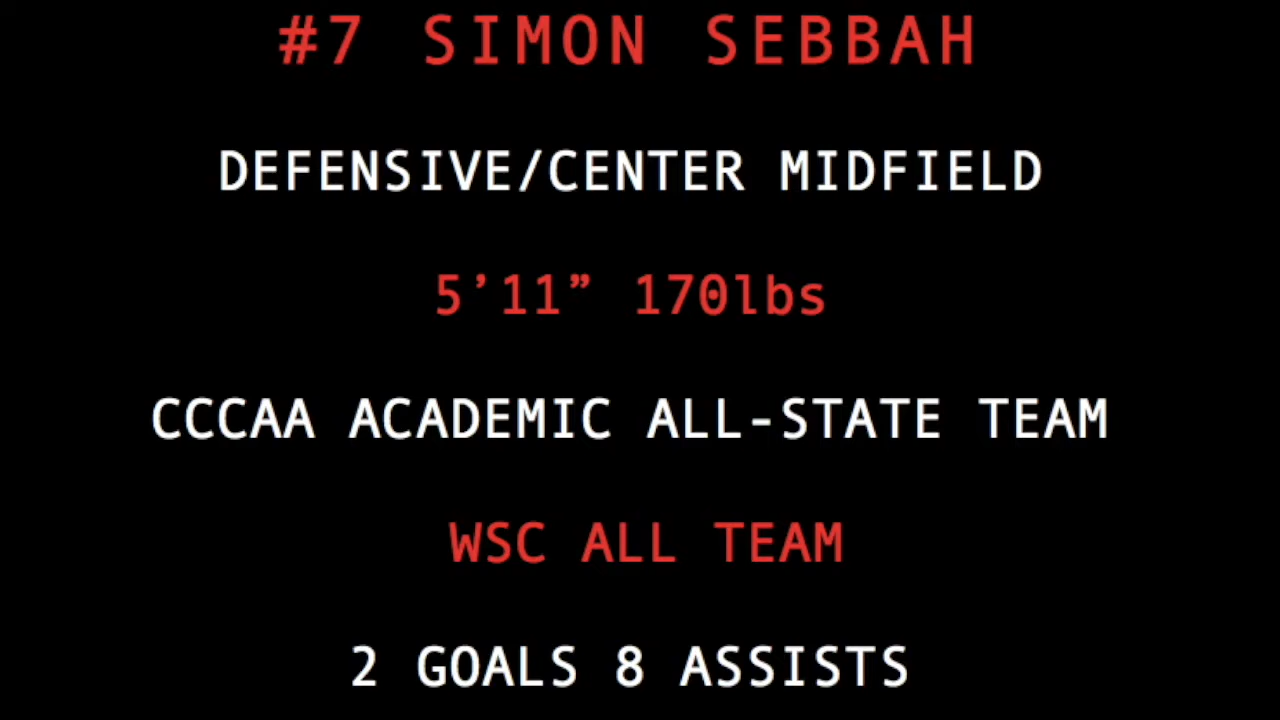 #7 SIMON SEBBAH
DEFENSIVE/CENTER MIDFIELD
5’11” 170lbs
CCCAA ACADEMIC ALL-STATE TEAM
WSC ALL TEAM
2 GOALS 8 ASSISTS